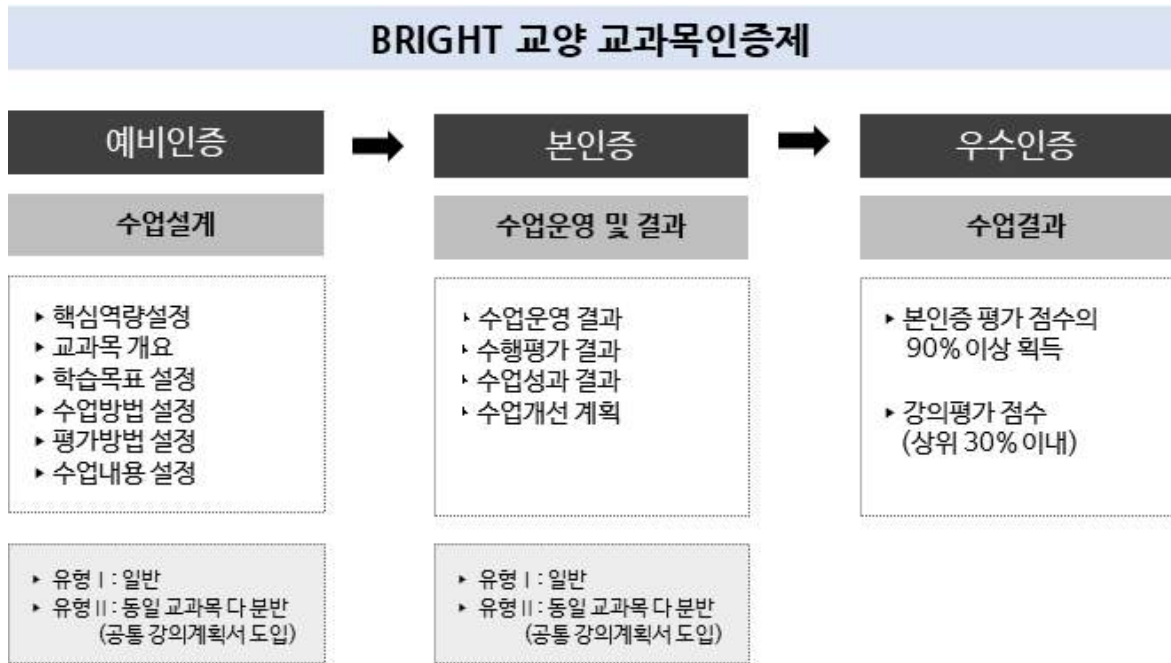 BRIGHT 교양 교과목인증제
예비인증
수업설계
▸ 핵심역량설정
▸ 교과목 개요
▸ 학습목표 설정
▸ 수업방법 설정
▸ 평가방법 설정
▸ 수업내용 설정
▸ 유형Ⅰ: 일반
▸ 유형Ⅱ: 동일 교과목 다 분반
(공통 강의계획서 도입)
본인증
수업운영 및 결과
▸ 수업운영 결과
▸ 수행평가 결과
▸ 수업성과 결과
▸ 수업개선 계획
▸ 유형Ⅰ: 일반
▸ 유형Ⅱ: 동일 교과목 다 분반
(공통 강의계획서 도입)
우수인증
수업결과
▸ 본인증 평가 점수의
90% 이상 획득
▸ 강의평가 점수
(상위 30% 이내)